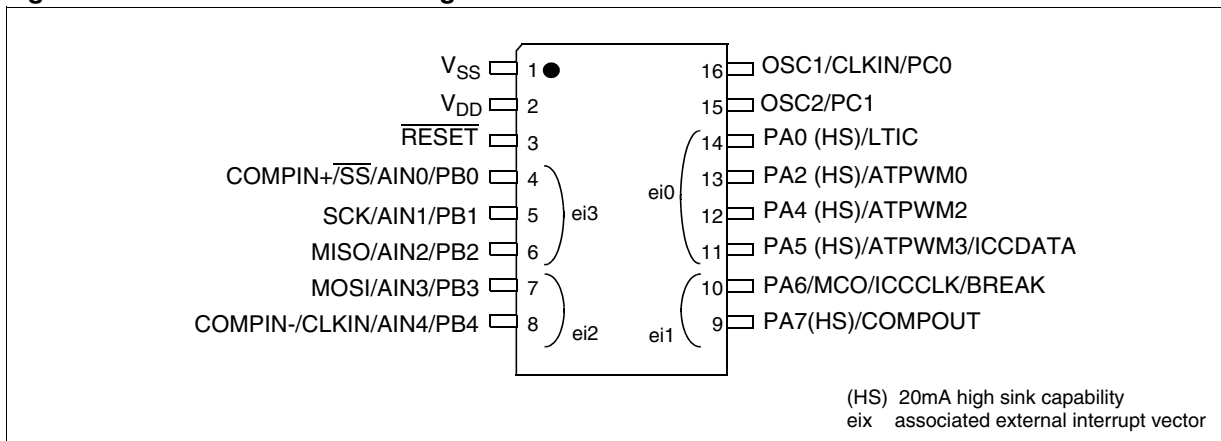 V_SS 1 16 OSC1/CLKIN/PC0
V_DD 2 15 OSC2/PC1
RESET 3 14 PA0 (HS)/LTIC
COMPIN+/SS/AIN0/PB0 4 13 PA2 (HS)/ATPWM0
ei3 ei0
SCK/AIN1/PB1 5 12 PA4 (HS)/ATPWM2
MISO/AIN2/PB2 6 11 PA5 (HS)/ATPWM3/ICCDATA
MOSI/AIN3/PB3 7 10 PA6/MCO/ICCCLK/BREAK
COMPIN-/CLKIN/AIN4/PB4 8 9 PA7(HS)/COMPOUT
ei2 ei1
(HS) 20mA high sink capability
eix associated external interrupt vector